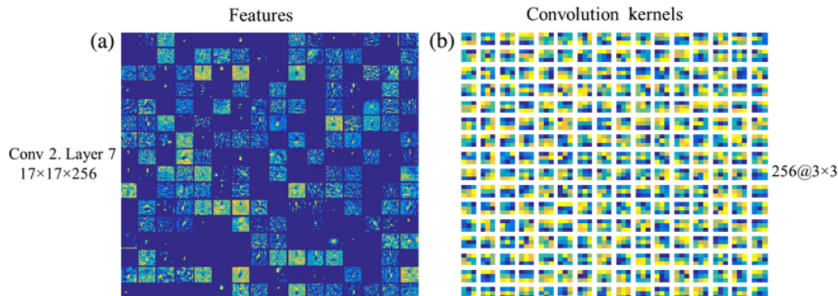 Features
Convolution kernels
(a)
(b)
Conv 2. Layer 7
17×17×256
256@3×3